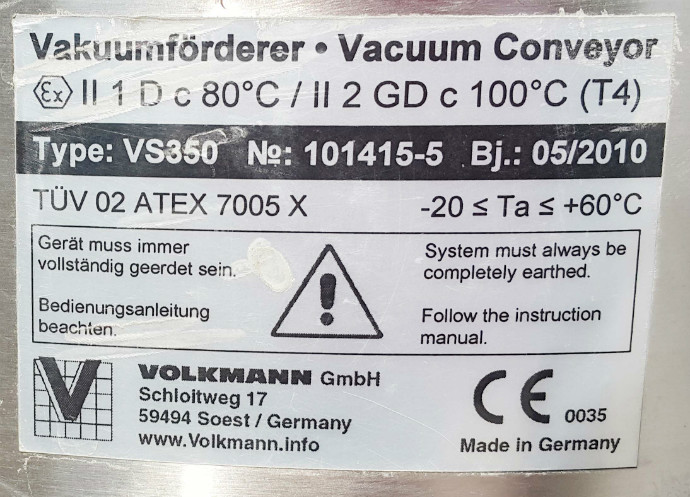 Vakuumförderer • Vacuum Conveyor
Ex II 1 D c 80°C / II 2 GD c 100°C (T4)
Type: VS350 №: 101415-5 Bj.: 05/2010
TÜV 02 ATEX 7005 X -20 ≤ Ta ≤ +60°C
Gerät muss immer
vollständig geerdet sein.
Bedienungsanleitung
beachten.
!
System must always be
completely earthed.
Follow the instruction
manual.
V
VOLKMANN GmbH
Schloitweg 17
59494 Soest / Germany
www.Volkmann.info
CE 0035
Made in Germany